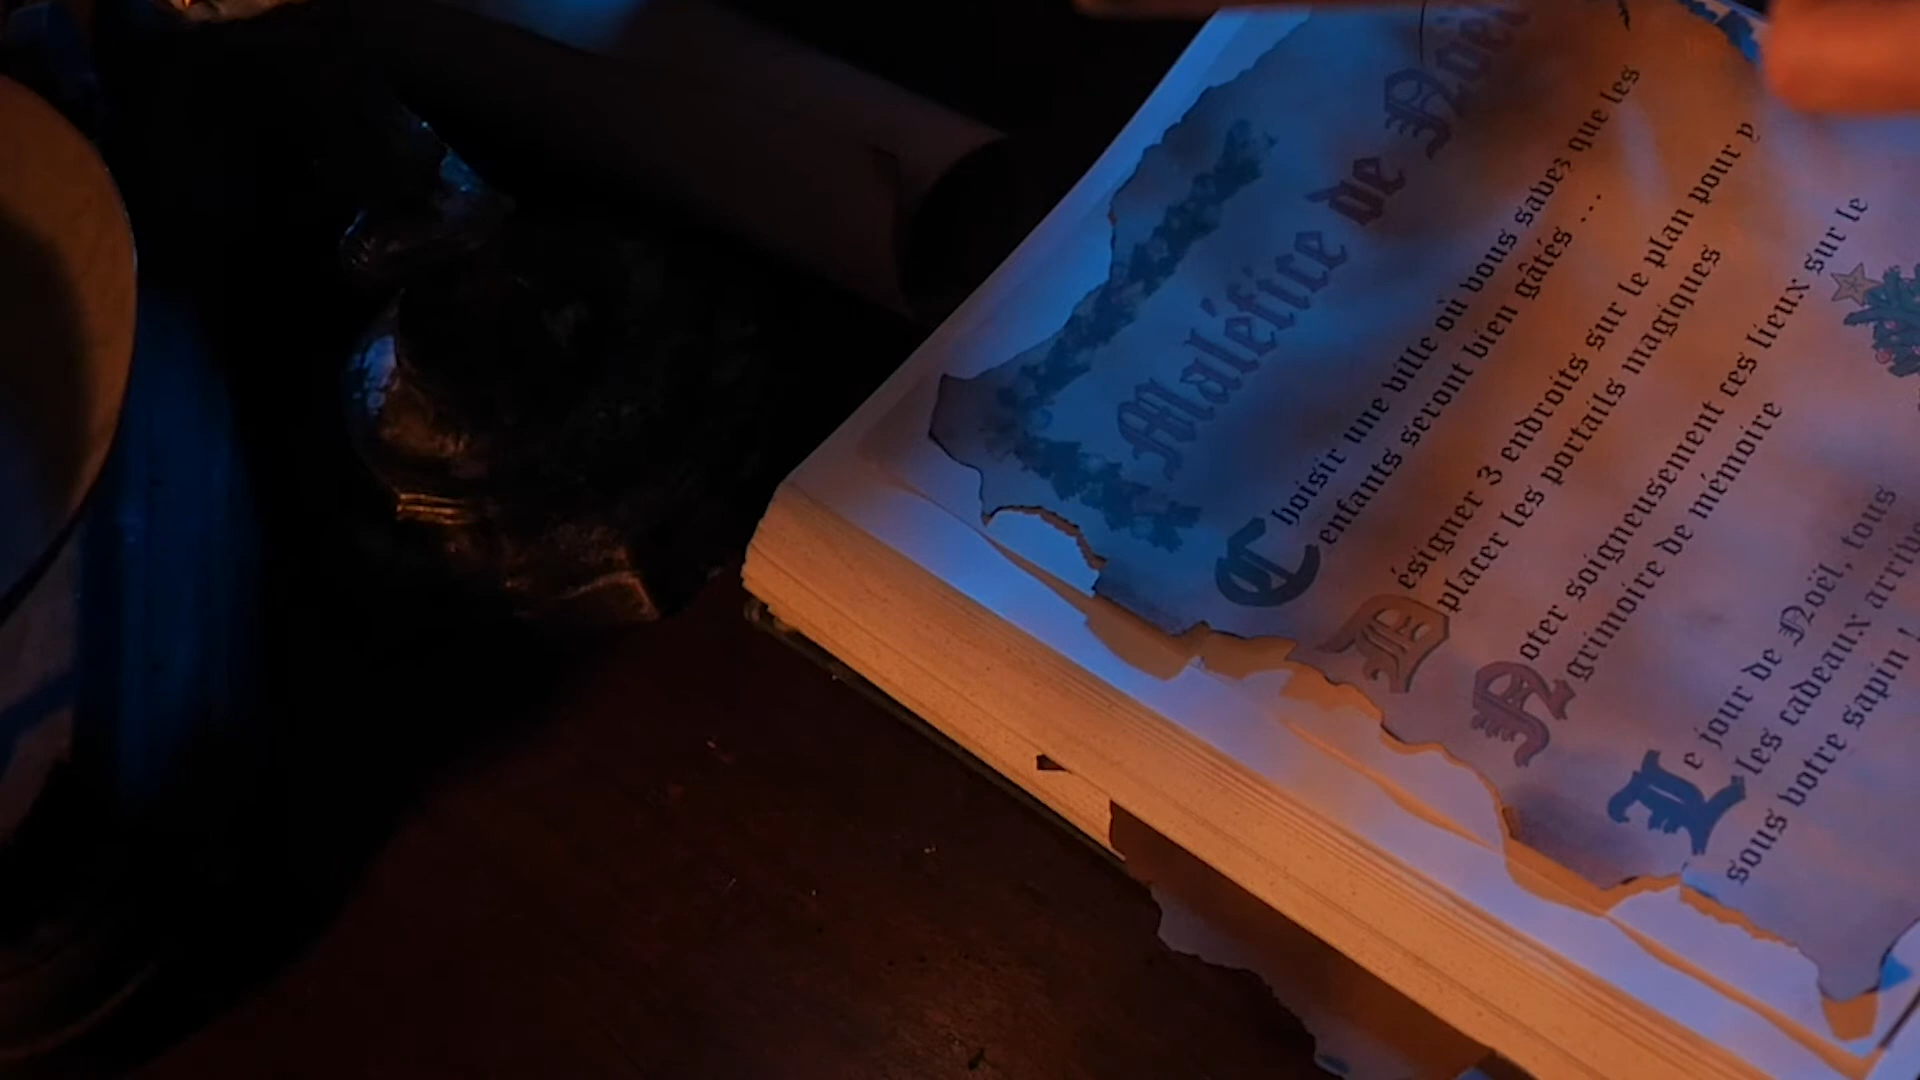 Maléfice de Noël
Choisir une ville où vous savez que les
enfants seront bien gâtés ...
Désigner 3 endroits sur le plan pour y
placer les portails magiques
Noter soigneusement ces lieux sur le
grimoire de mémoire
Le jour de Noël, tous
les cadeaux
sous votre sapin !